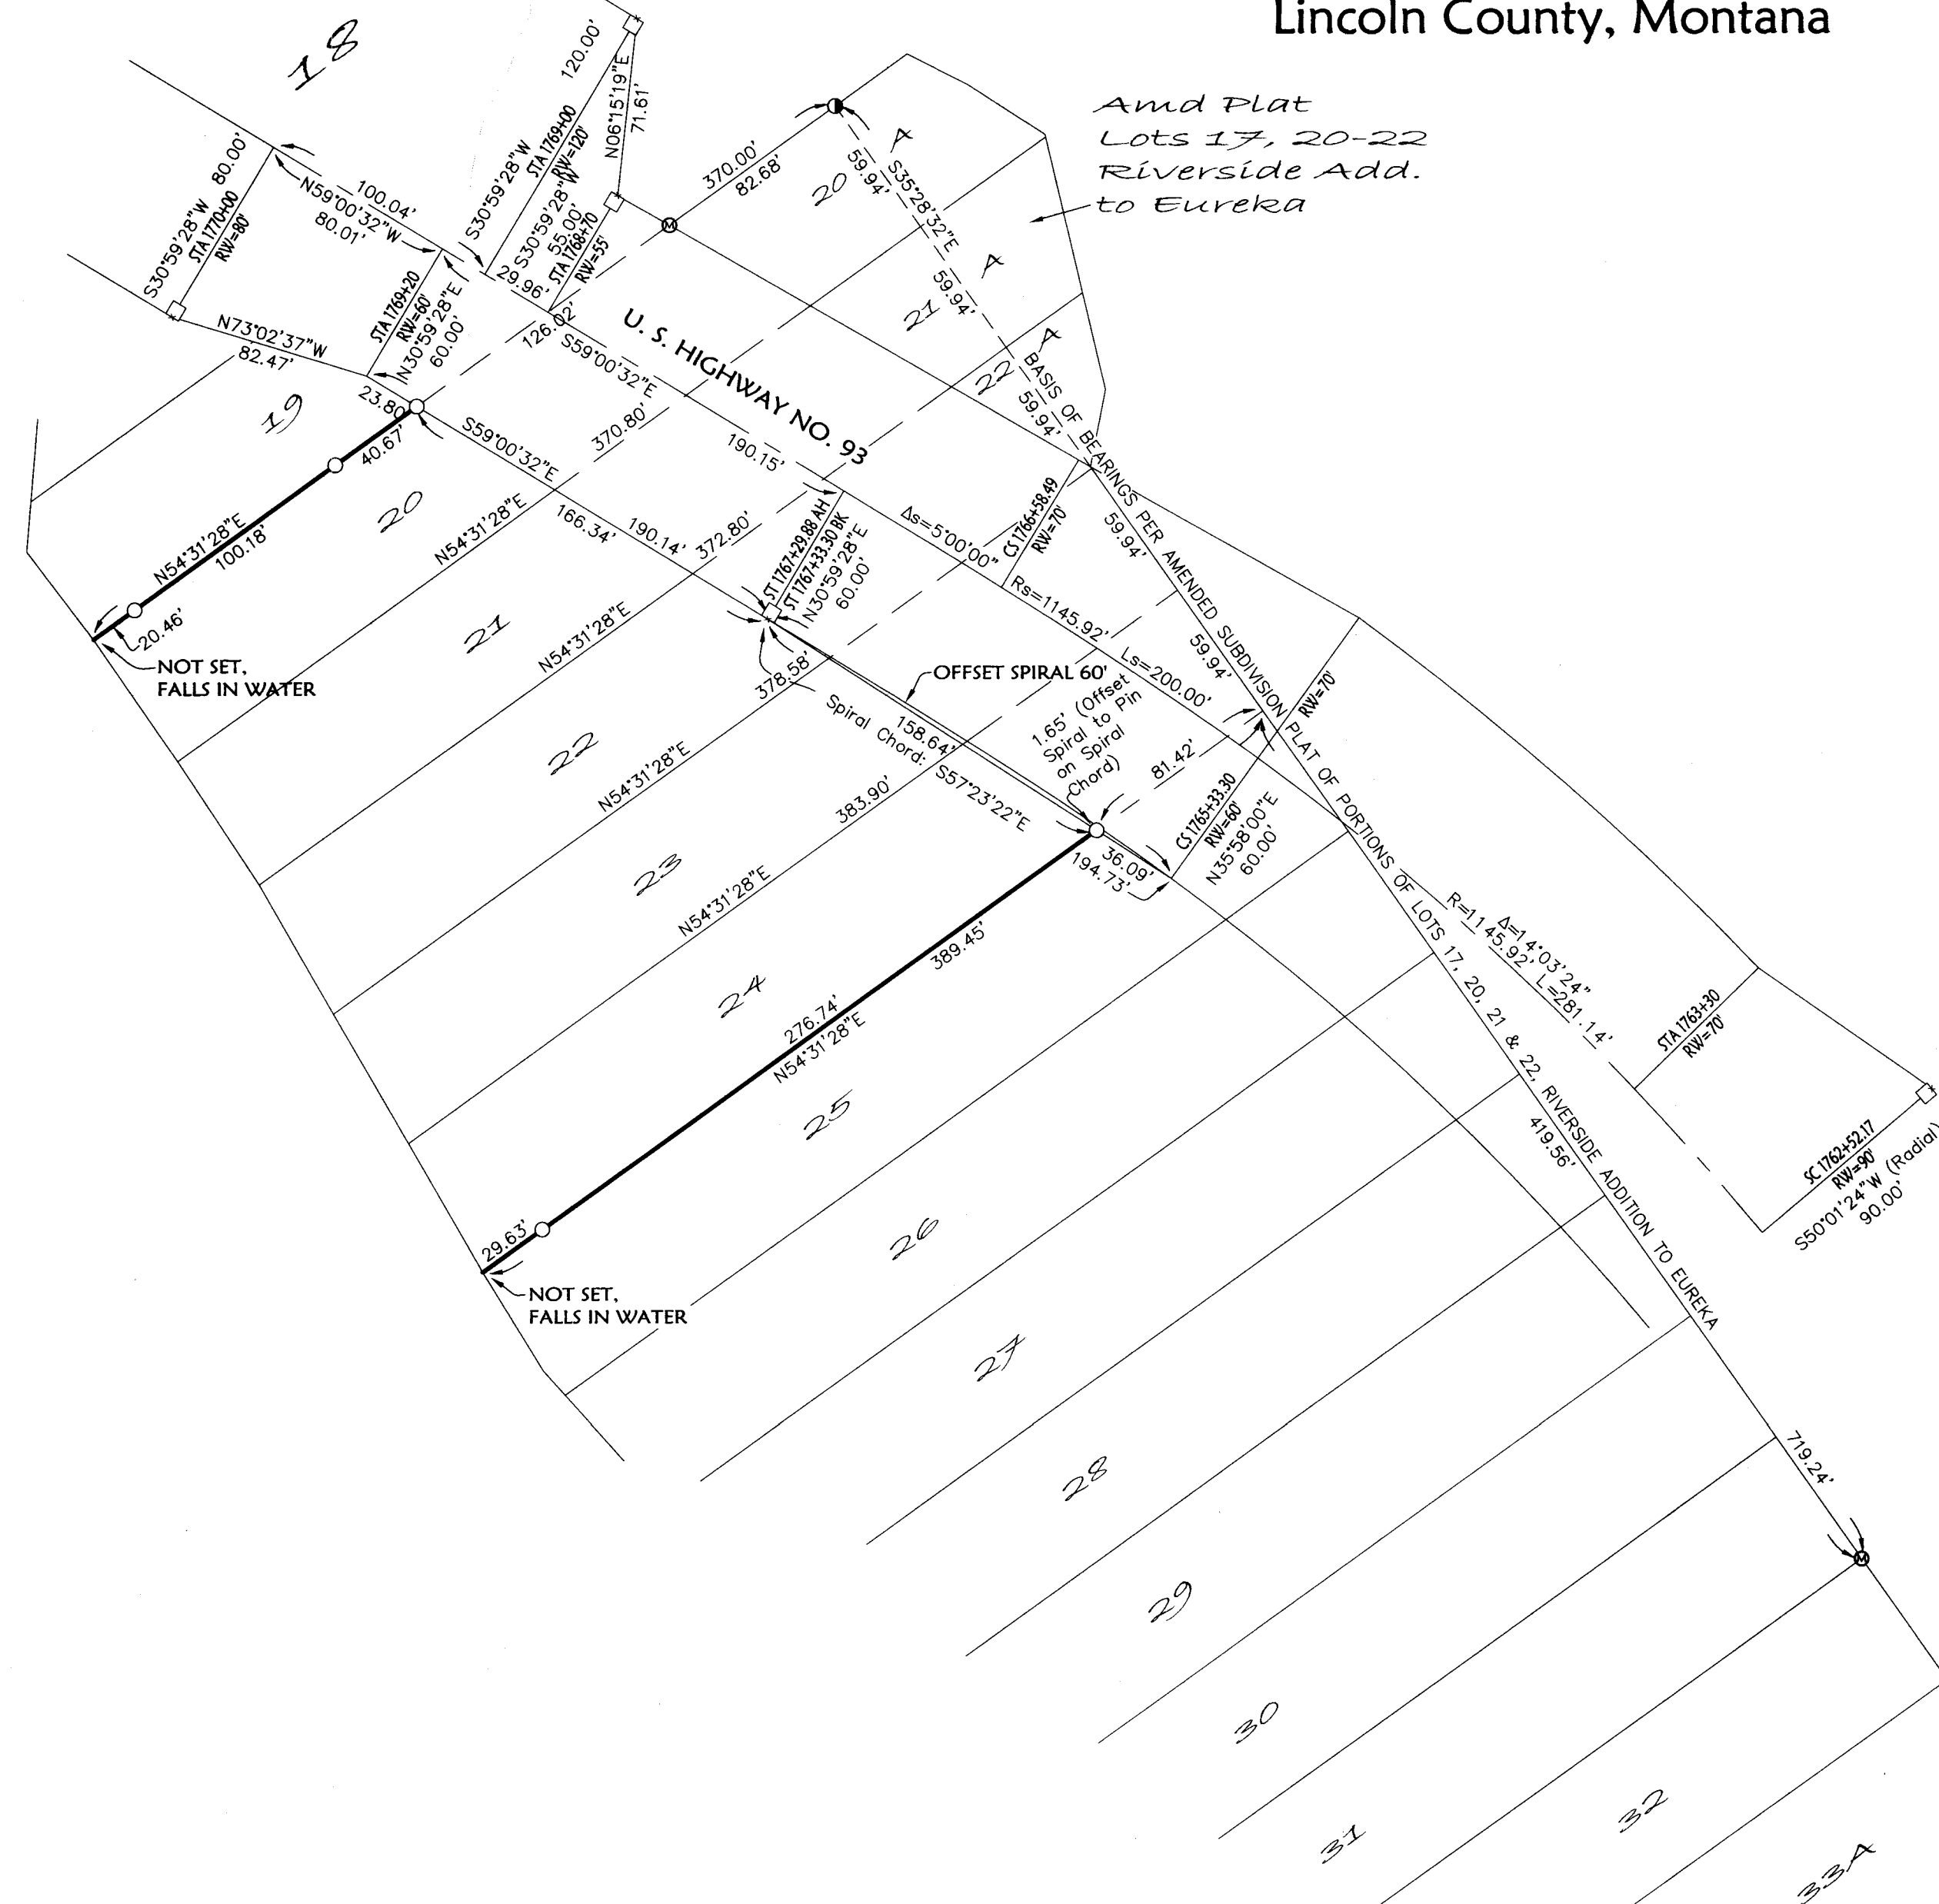 Lincoln County, Montana
18
120.00'
N06°15'19"E
71.61'
Amd Plat
Lots 17, 20-22
Riverside Add.
to Eureka
S30°59'28"W 80.00'
STA 1770+00
RW=80'
100.04'
N59°00'32"W
80.01'
S30°59'28"W
STA 1769+00
RW=120'
S30°59'28"W
55.00'
STA 1768+70
RW=55'
29.96'
370.00'
82.68'
A
20
59.94'
S35°28'32"E
A
21
59.94'
A
22
59.94'
STA 1769+20
RW=60'
N30°59'28"E
60.00'
N73°02'37"W
82.47'
126.02'
S59°00'32"E
U. S. HIGHWAY NO. 93
190.15'
19
23.80'
40.67'
S59°00'32"E
370.80'
166.34'
190.14'
372.80'
N54°31'28"E
100.18'
20.46'
NOT SET,
FALLS IN WATER
20
N54°31'28"E
21
N54°31'28"E
ST 1767+29.88 AH
ST 1767+33.30 BK
N30°59'28"E
60.00'
Δs=5°00'00"
Rs=1145.92'
Ls=200.00'
CS 1766+58.49
RW=70'
BASIS OF BEARINGS PER AMENDED SUBDIVISION PLAT OF PORTIONS OF LOTS 17, 20, 21 & 22, RIVERSIDE ADDITION TO EUREKA
59.94'
59.94'
RW=70'
OFFSET SPIRAL 60'
378.58'
158.64'
Spiral Chord: S57°23'22"E
1.65' (Offset
Spiral to Pin
on Spiral
Chord)
81.42'
CS 1765+33.30
RW=60'
N35°58'00"E
60.00'
36.09'
194.73'
22
N54°31'28"E
383.90'
23
N54°31'28"E
24
389.45'
276.74'
N54°31'28"E
25
29.63'
NOT SET,
FALLS IN WATER
Δ=14°03'24"
R=1145.92' L=281.14'
STA 1763+30
RW=70'
SC 1762+52.17
RW=90'
S50°01'24"W (Radial)
90.00'
419.56'
719.24'
26
27
28
29
30
31
32
33A